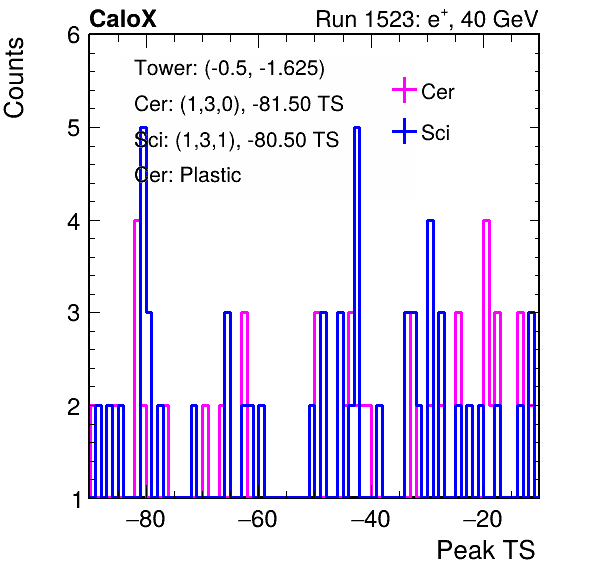 CaloX Run 1523: e⁺, 40 GeV
Counts
6
Tower: (-0.5, -1.625)
Cer: (1,3,0), -81.50 TS
Sci: (1,3,1), -80.50 TS
Cer: Plastic
Cer
Sci
5
4
3
2
1
−80 −60 −40 −20
Peak TS